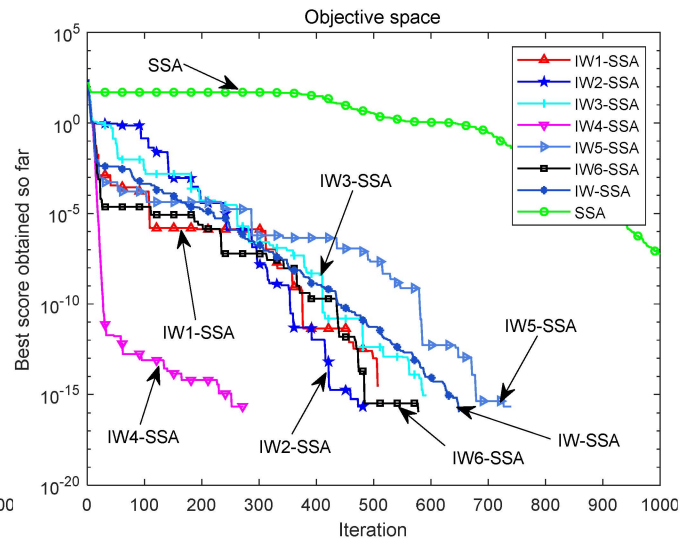 Objective space
Best score obtained so far
10^5
10^0
10^-5
10^-10
10^-15
10^-20
SSA
IW3-SSA
IW1-SSA
IW5-SSA
IW4-SSA
IW2-SSA
IW6-SSA
IW-SSA
IW1-SSA
IW2-SSA
IW3-SSA
IW4-SSA
IW5-SSA
IW6-SSA
IW-SSA
SSA
0 100 200 300 400 500 600 700 800 900 1000
Iteration